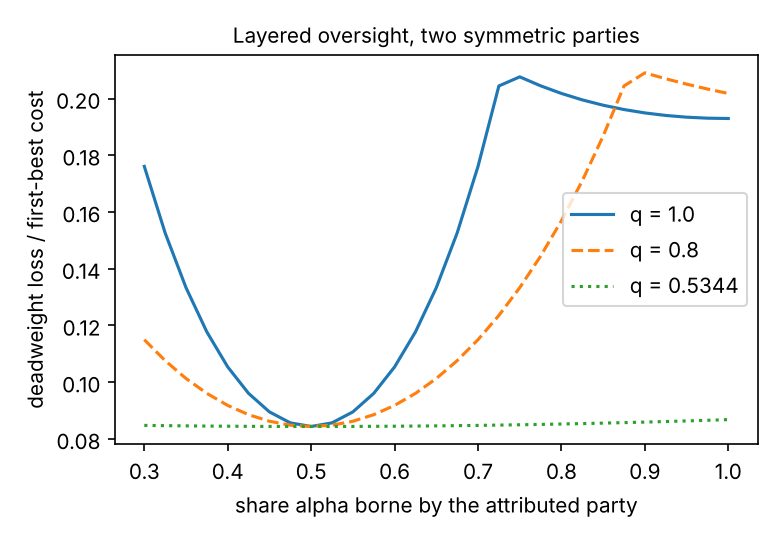 Layered oversight, two symmetric parties
deadweight loss / first-best cost
0.20
0.18
0.16
0.14
0.12
0.10
0.08
q = 1.0
q = 0.8
q = 0.5344
0.3 0.4 0.5 0.6 0.7 0.8 0.9 1.0
share alpha borne by the attributed party